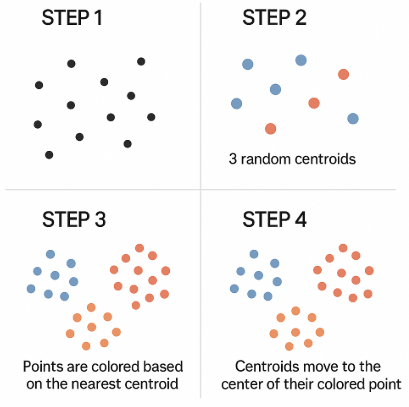 STEP 1
STEP 2
3 random centroids
STEP 3
Points are colored based
on the nearest centroid
STEP 4
Centroids move to the
center of their colored point